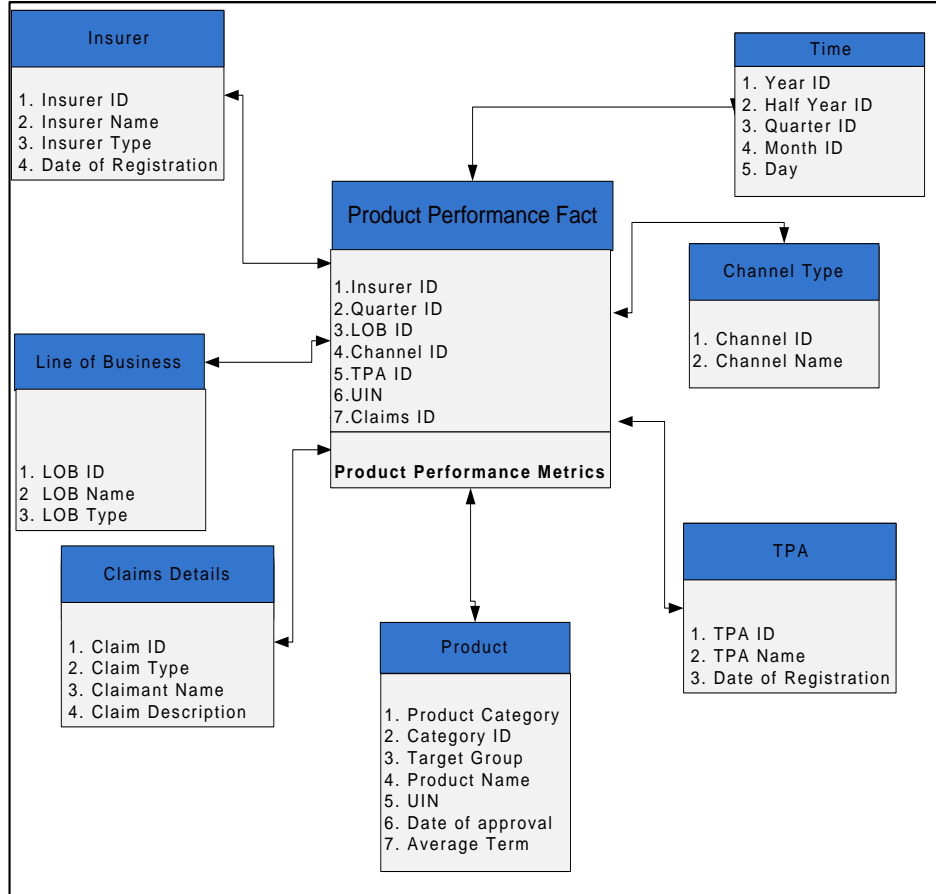 Insurer
1. Insurer ID
2. Insurer Name
3. Insurer Type
4. Date of Registration
Time
1. Year ID
2. Half Year ID
3. Quarter ID
4. Month ID
5. Day
Product Performance Fact
1.Insurer ID
2.Quarter ID
3.LOB ID
4.Channel ID
5.TPA ID
6.UIN
7.Claims ID
Product Performance Metrics
Channel Type
1. Channel ID
2. Channel Name
Line of Business
1. LOB ID
2 LOB Name
3. LOB Type
Claims Details
1. Claim ID
2. Claim Type
3. Claimant Name
4. Claim Description
Product
1. Product Category
2. Category ID
3. Target Group
4. Product Name
5. UIN
6. Date of approval
7. Average Term
TPA
1. TPA ID
2. TPA Name
3. Date of Registration